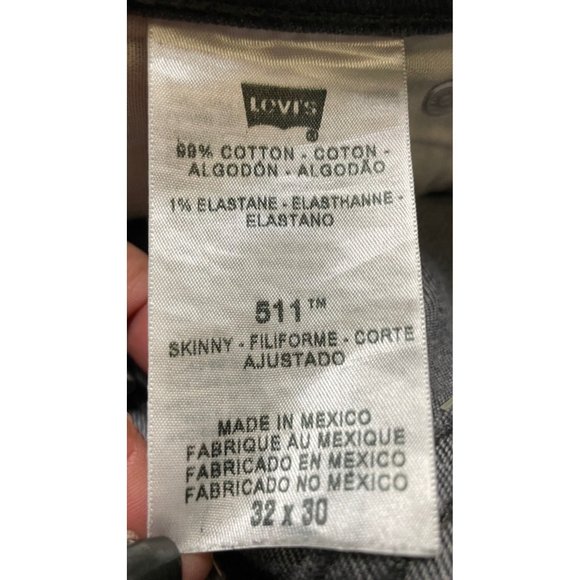 LEVI'S
®
99% COTTON - COTON -
ALGODÓN - ALGODÃO
1% ELASTANE - ELASTHANNE -
ELASTANO
511™
SKINNY - FILIFORME - CORTE
AJUSTADO
MADE IN MEXICO
FABRIQUE AU MEXIQUE
FABRICADO EN MÉXICO
FABRICADO NO MÉXICO
32 x 30